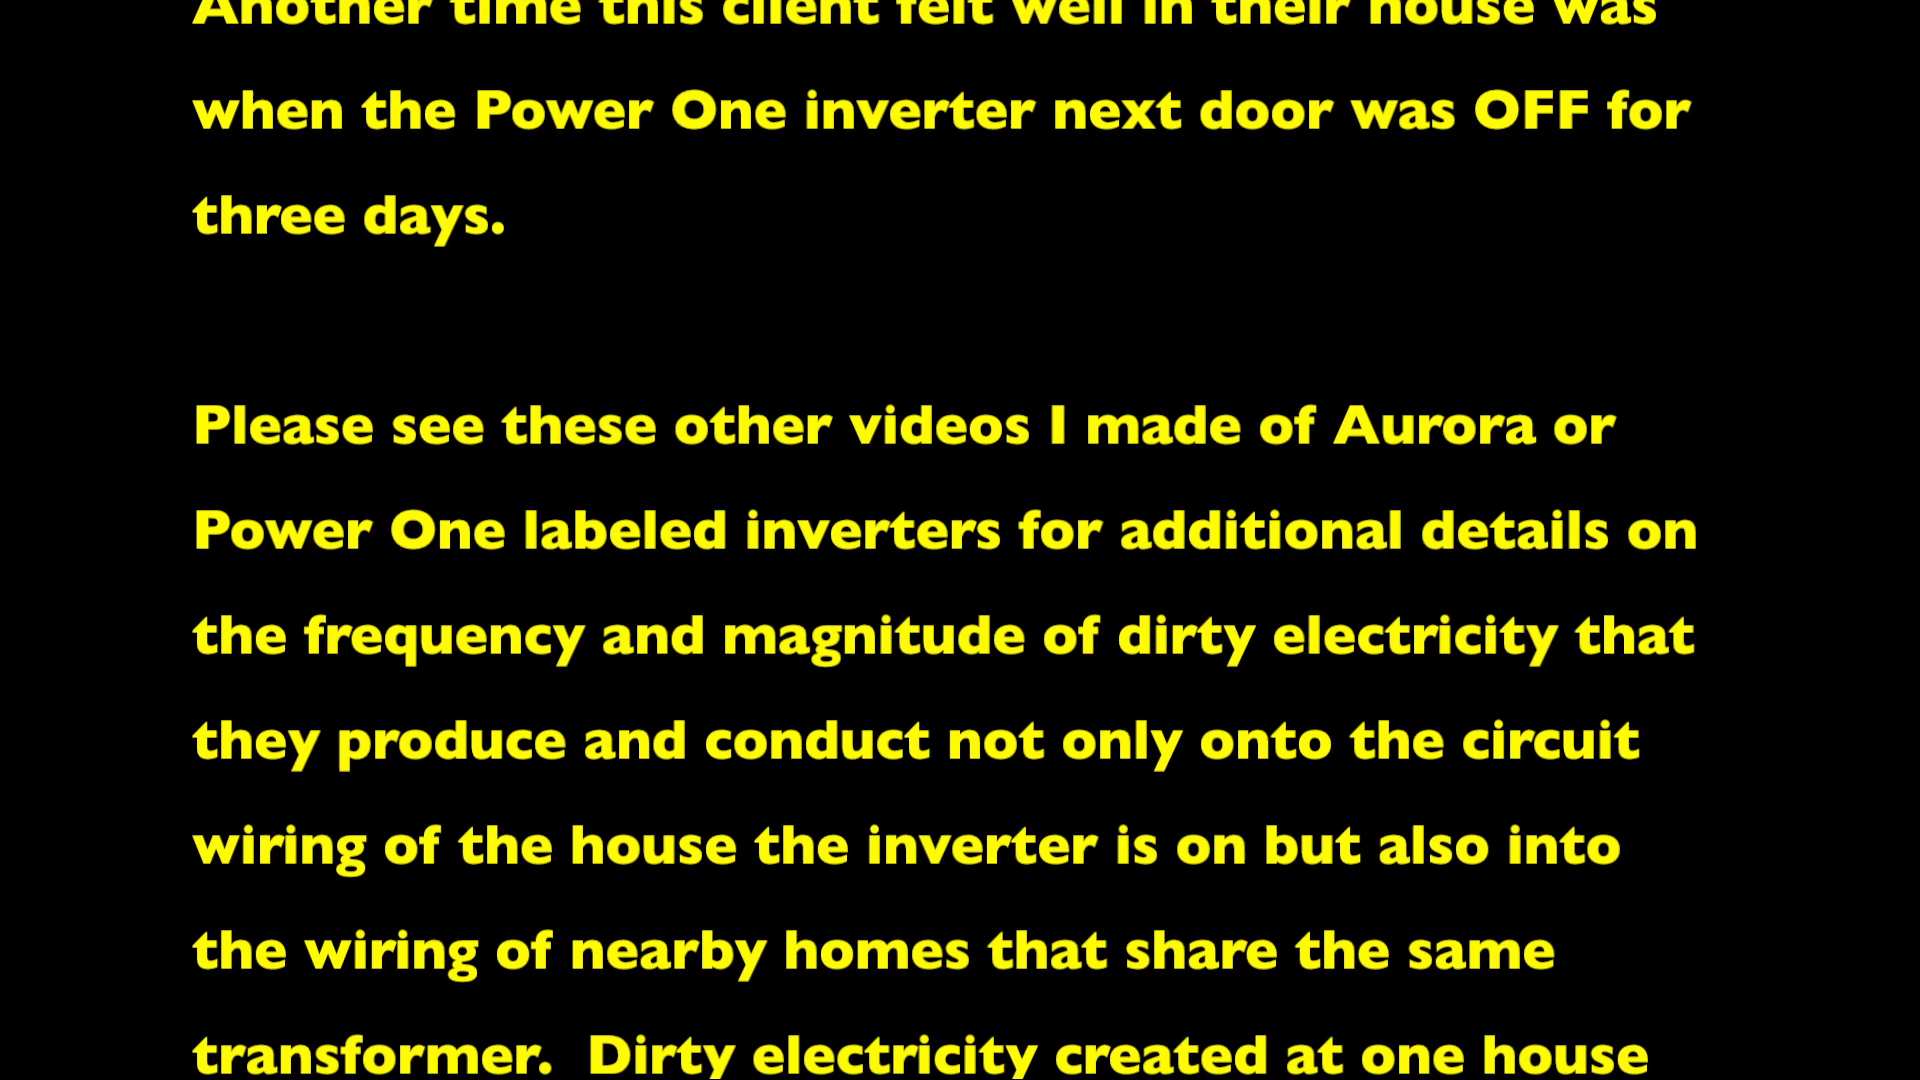 Another time this client felt well in their house was
when the Power One inverter next door was OFF for
three days.
Please see these other videos I made of Aurora or
Power One labeled inverters for additional details on
the frequency and magnitude of dirty electricity that
they produce and conduct not only onto the circuit
wiring of the house the inverter is on but also into
the wiring of nearby homes that share the same
transformer.  Dirty electricity created at one house